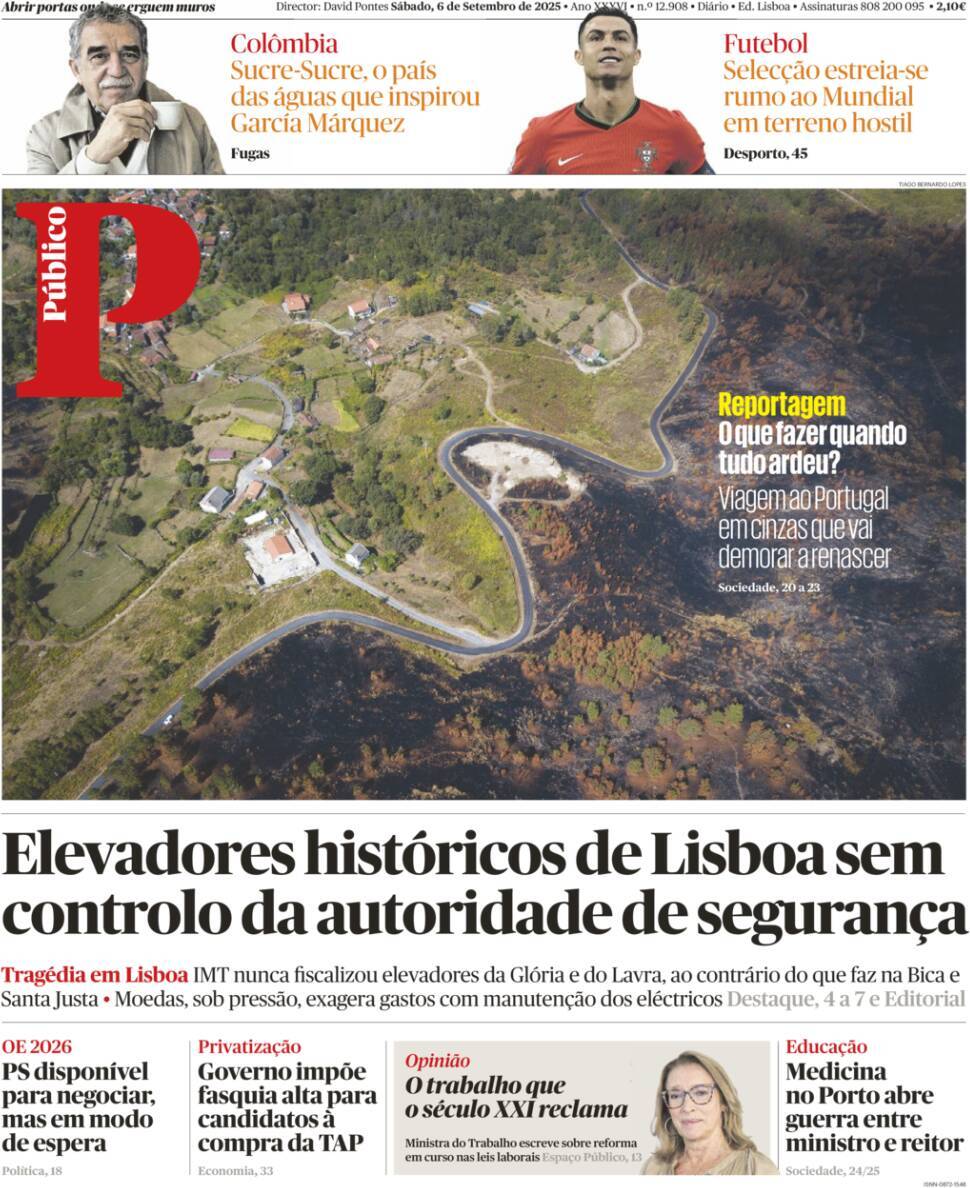 Abrir portas onde se erguem muros
Director: David Pontes Sábado, 6 de Setembro de 2025 • Ano XXXVI • n.º 12.908 • Diário • Ed. Lisboa • Assinaturas 808 200 095 • 2,10€
Colômbia
Sucre-Sucre, o país
das águas que inspirou
García Márquez
Fugas
Futebol
Selecção estreia-se
rumo ao Mundial
em terreno hostil
Desporto, 45
TIAGO BERNARDO LOPES
P
Público
Reportagem
O que fazer quando
tudo ardeu?
Viagem ao Portugal
em cinzas que vai
demorar a renascer
Sociedade, 20 a 23
Elevadores históricos de Lisboa sem
controlo da autoridade de segurança
Tragédia em Lisboa IMT nunca fiscalizou elevadores da Glória e do Lavra, ao contrário do que faz na Bica e
Santa Justa • Moedas, sob pressão, exagera gastos com manutenção dos eléctricos Destaque, 4 a 7 e Editorial
OE 2026
PS disponível
para negociar,
mas em modo
de espera
Política, 18
Privatização
Governo impõe
fasquia alta para
candidatos à
compra da TAP
Economia, 33
Opinião
O trabalho que
o século XXI reclama
Ministra do Trabalho escreve sobre reforma
em curso nas leis laborais Espaço Público, 13
Educação
Medicina
no Porto abre
guerra entre
ministro e reitor
Sociedade, 24/25
ISNN-0872-1548